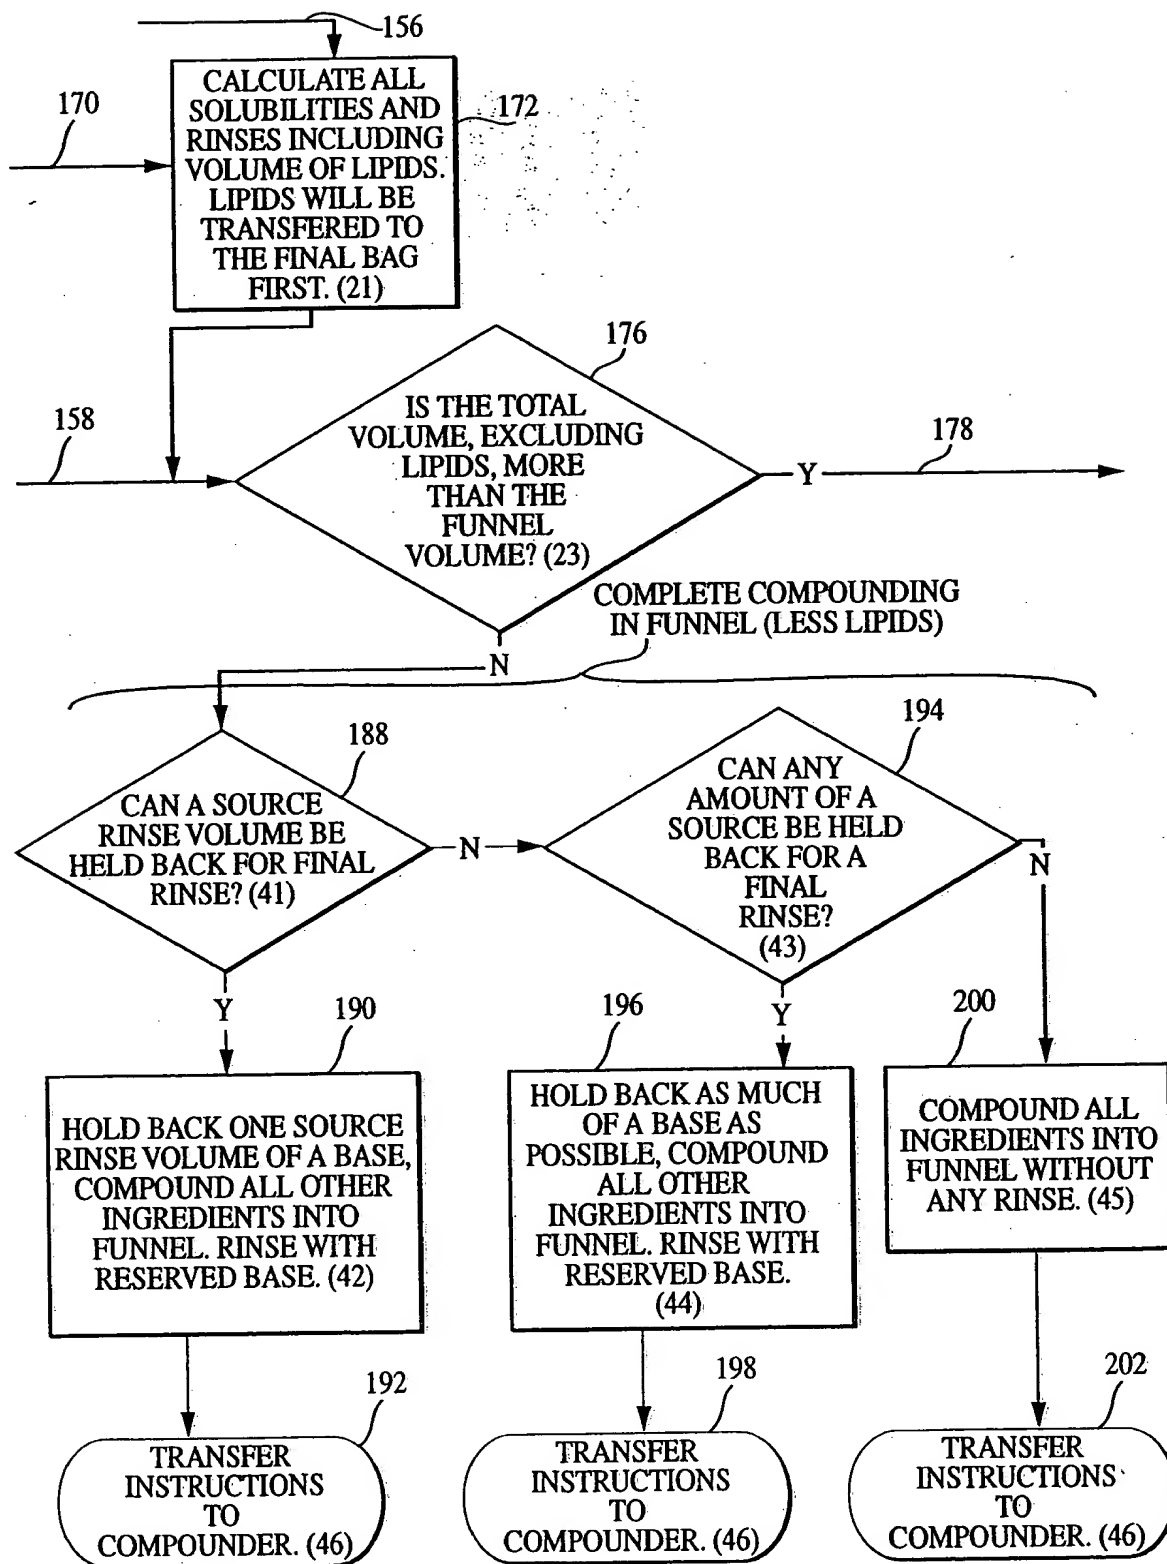 156
170
CALCULATE ALL
SOLUBILITIES AND
RINSES INCLUDING
VOLUME OF LIPIDS.
LIPIDS WILL BE
TRANSFERED TO
THE FINAL BAG
FIRST. (21)
172
176
158
IS THE TOTAL
VOLUME, EXCLUDING
LIPIDS, MORE
THAN THE
FUNNEL
VOLUME? (23)
Y
178
N
COMPLETE COMPOUNDING
IN FUNNEL (LESS LIPIDS)
188
CAN A SOURCE
RINSE VOLUME BE
HELD BACK FOR FINAL
RINSE? (41)
N
194
CAN ANY
AMOUNT OF A
SOURCE BE HELD
BACK FOR A
FINAL
RINSE?
(43)
N
Y
190
Y
196
200
HOLD BACK ONE SOURCE
RINSE VOLUME OF A BASE,
COMPOUND ALL OTHER
INGREDIENTS INTO
FUNNEL. RINSE WITH
RESERVED BASE. (42)
HOLD BACK AS MUCH
OF A BASE AS
POSSIBLE, COMPOUND
ALL OTHER
INGREDIENTS INTO
FUNNEL. RINSE WITH
RESERVED BASE.
(44)
COMPOUND ALL
INGREDIENTS INTO
FUNNEL WITHOUT
ANY RINSE. (45)
192
TRANSFER
INSTRUCTIONS
TO
COMPOUNDER. (46)
198
TRANSFER
INSTRUCTIONS
TO
COMPOUNDER. (46)
202
TRANSFER
INSTRUCTIONS
TO
COMPOUNDER. (46)